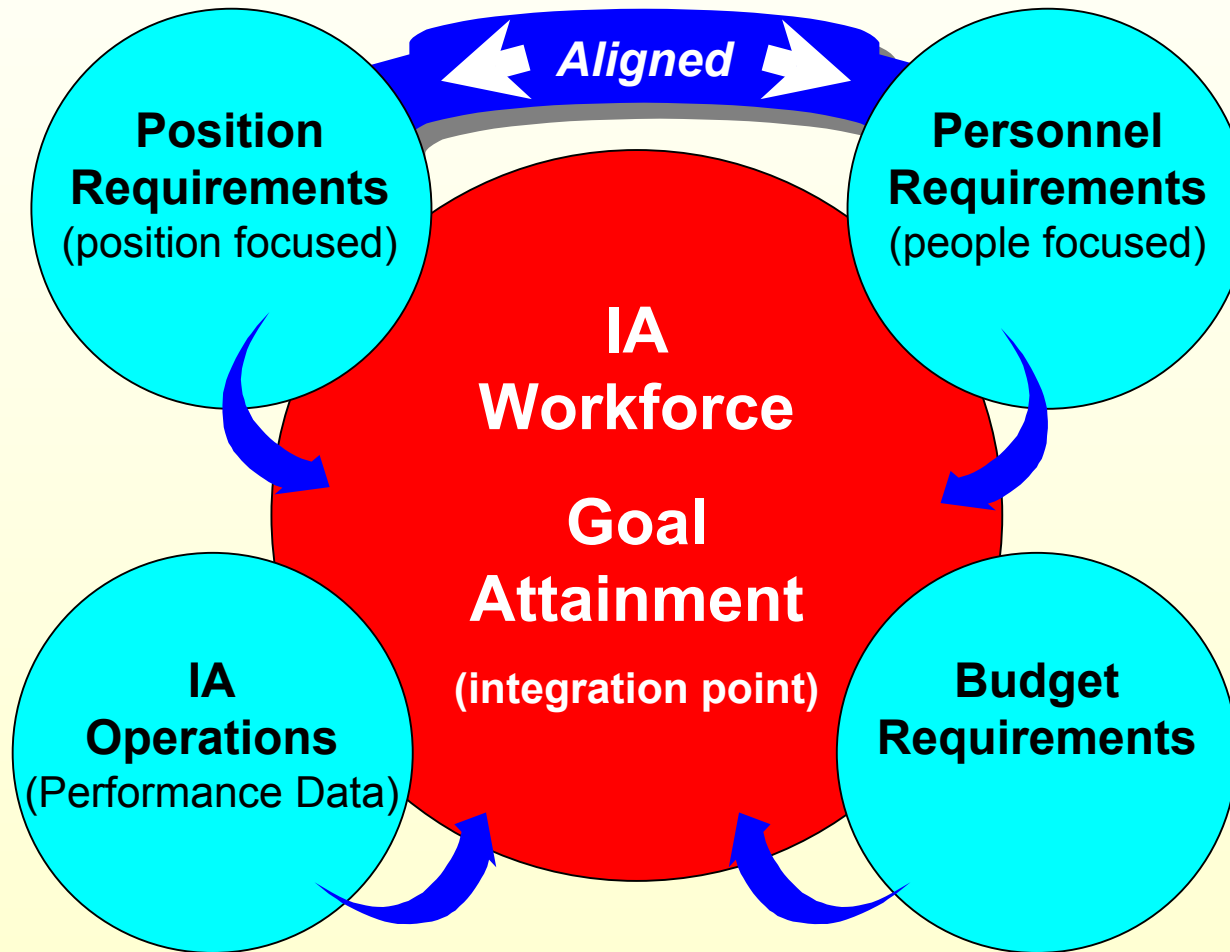 Aligned
Position
Requirements
(position focused)
Personnel
Requirements
(people focused)
IA
Workforce
Goal
Attainment
(integration point)
IA
Operations
(Performance Data)
Budget
Requirements